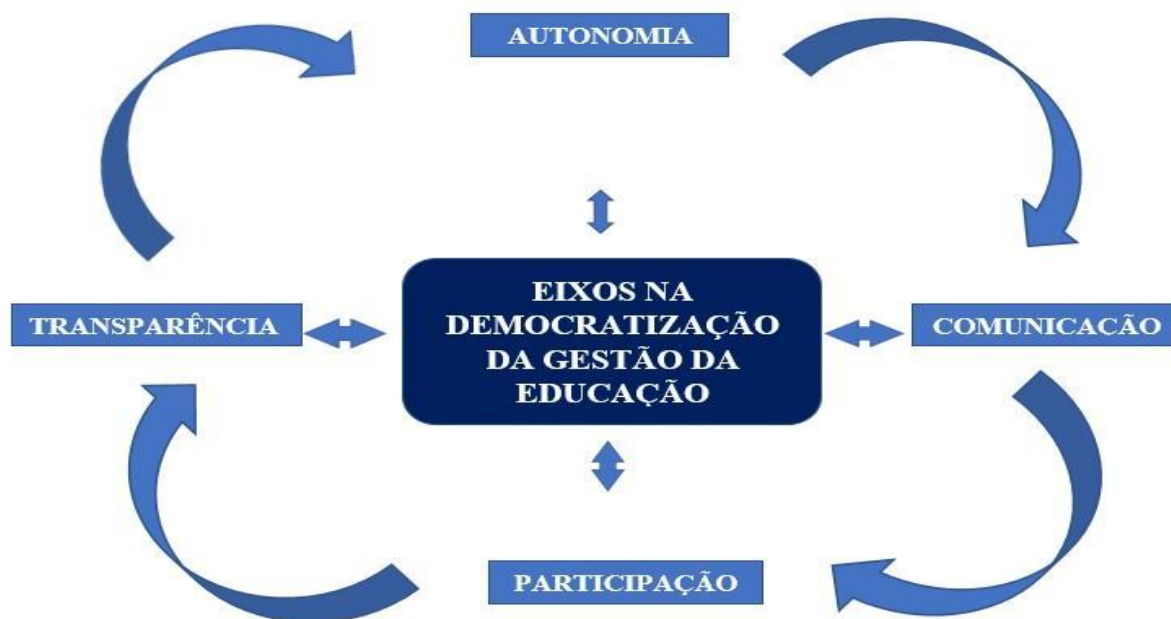 AUTONOMIA
EIXOS NA
DEMOCRATIZAÇÃO
DA GESTÃO DA
EDUCAÇÃO
TRANSPARÊNCIA
COMUNICACÃO
PARTICIPAÇÃO